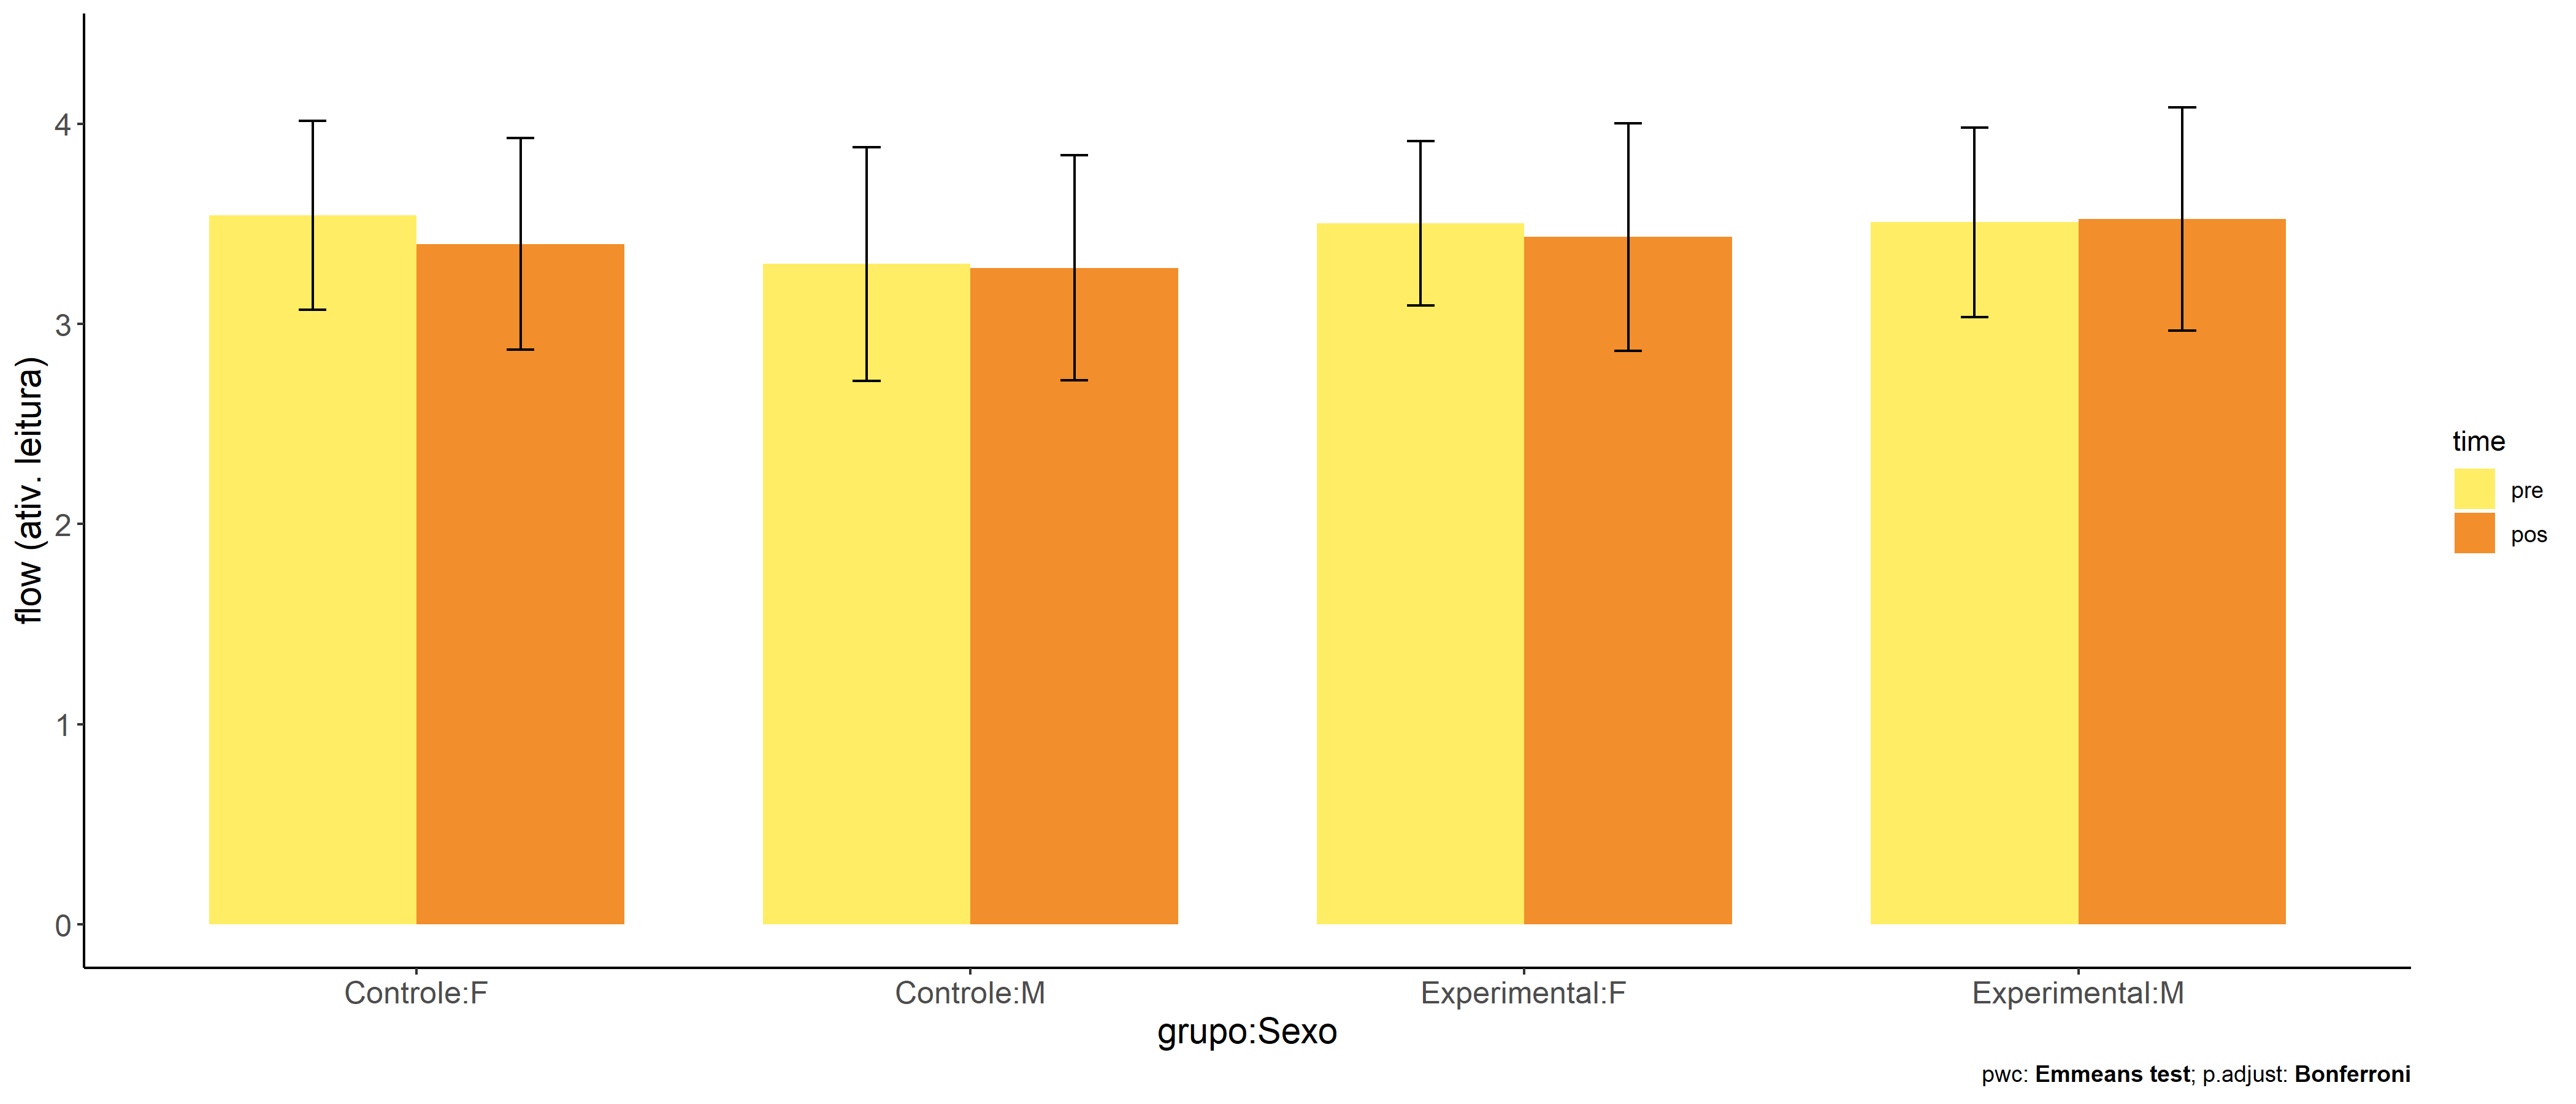 flow (ativ. leitura)
4
3
2
1
0
Controle:F
Controle:M
Experimental:F
Experimental:M
grupo:Sexo
time
pre
pos
pwc: Emmeans test; p.adjust: Bonferroni